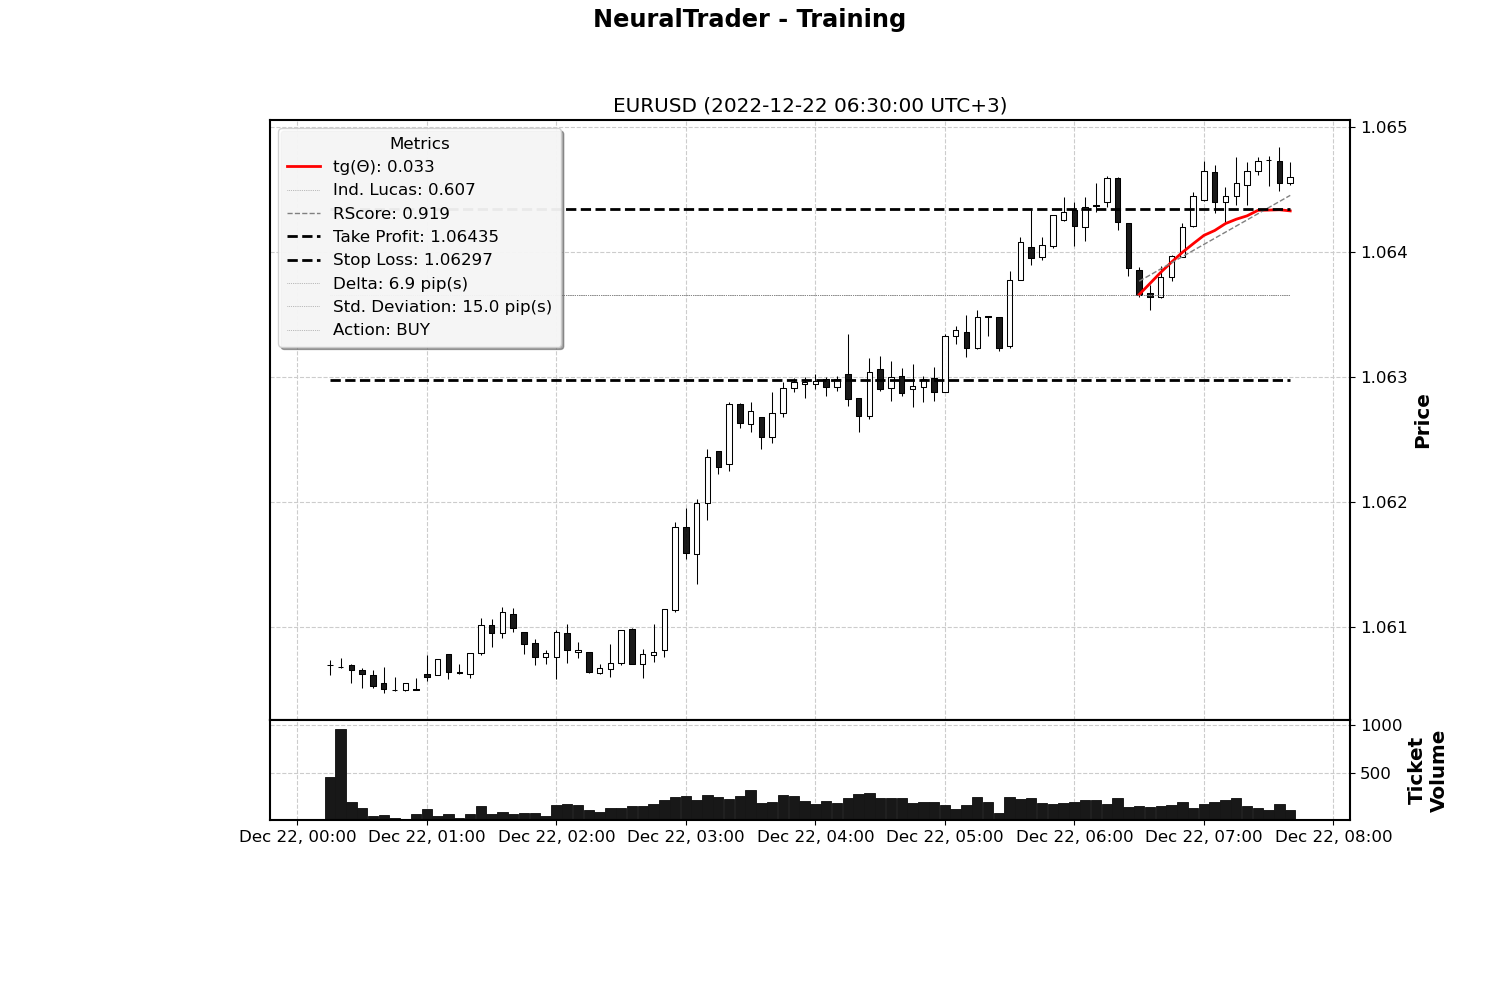 NeuralTrader - Training
EURUSD (2022-12-22 06:30:00 UTC+3)
Metrics
tg(Θ): 0.033
Ind. Lucas: 0.607
RScore: 0.919
Take Profit: 1.06435
Stop Loss: 1.06297
Delta: 6.9 pip(s)
Std. Deviation: 15.0 pip(s)
Action: BUY
1.065
1.064
1.063
1.062
1.061
Price
1000
500
Ticket
Volume
Dec 22, 00:00
Dec 22, 01:00
Dec 22, 02:00
Dec 22, 03:00
Dec 22, 04:00
Dec 22, 05:00
Dec 22, 06:00
Dec 22, 07:00
Dec 22, 08:00